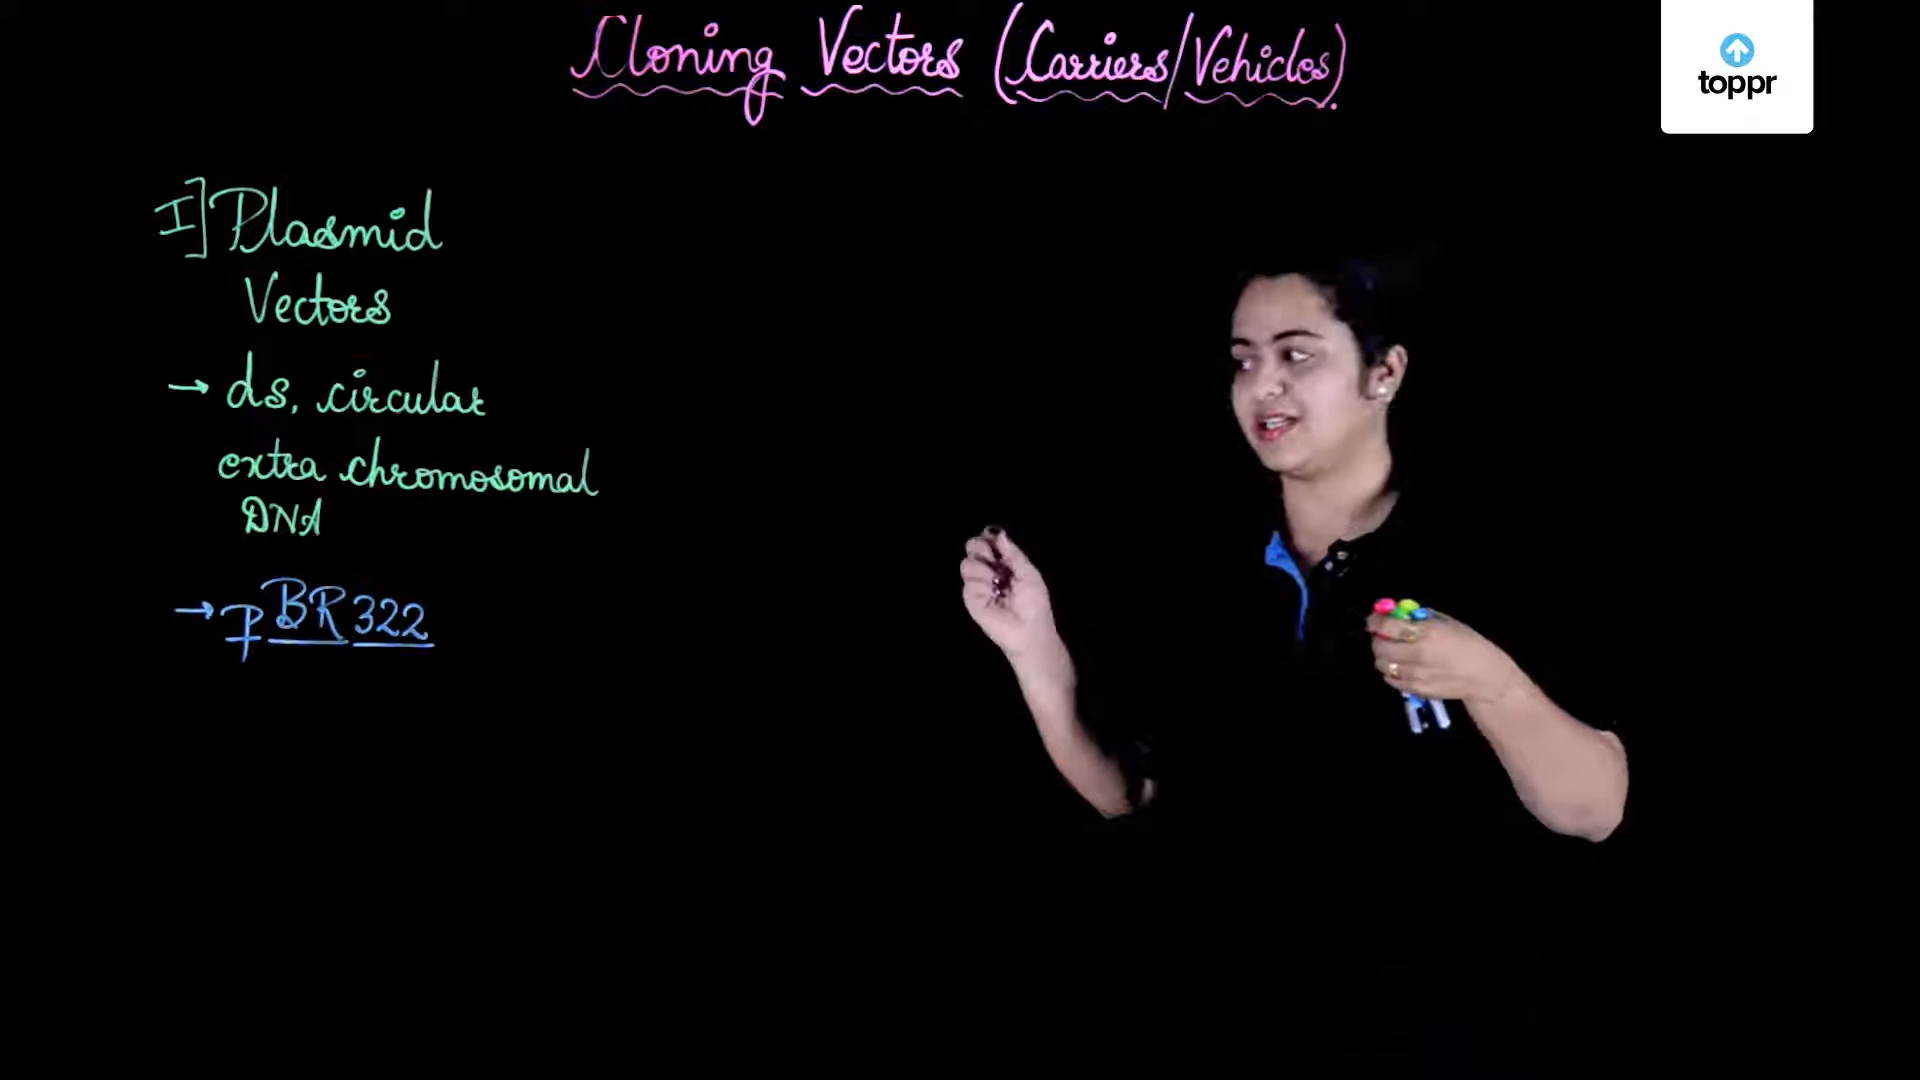 Cloning Vectors (Carriers/Vehicles)
toppr
I] Plasmid
Vectors
→ ds, circular
extra chromosomal
DNA
→ pBR322